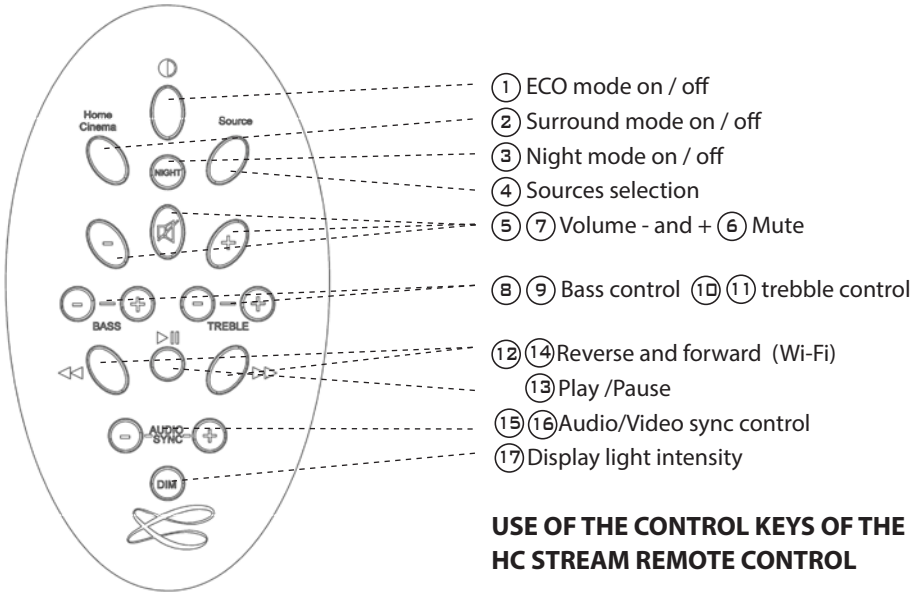 Home
Cinema
Source
NIGHT
-
+
- +
BASS
- +
TREBLE
- AUDIO
SYNC +
DIM
1 ECO mode on / off
2 Surround mode on / off
3 Night mode on / off
4 Sources selection
5 7 Volume - and + 6 Mute
8 9 Bass control 10 11 trebble control
12 14 Reverse and forward (Wi-Fi)
13 Play /Pause
15 16 Audio/Video sync control
17 Display light intensity
USE OF THE CONTROL KEYS OF THE
HC STREAM REMOTE CONTROL